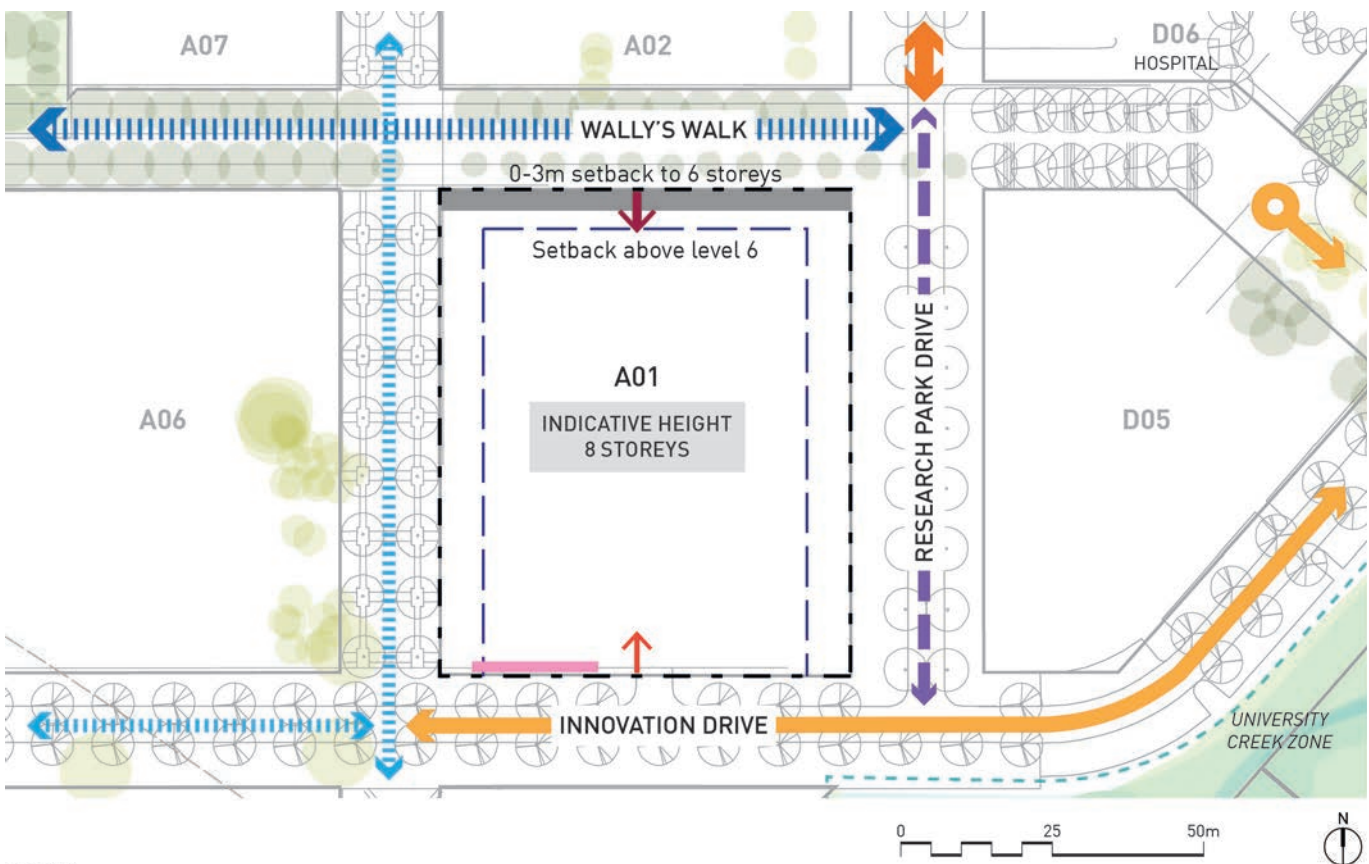 A07
A02
D06
HOSPITAL
WALLY'S WALK
0-3m setback to 6 storeys
Setback above level 6
A01
INDICATIVE HEIGHT
8 STOREYS
A06
RESEARCH PARK DRIVE
D05
INNOVATION DRIVE
UNIVERSITY
CREEK ZONE
0 25 50m
N